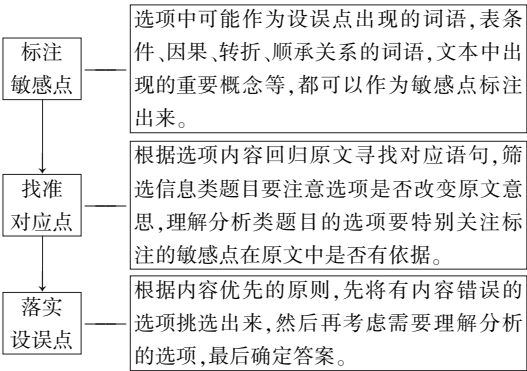 标注
敏感点
选项中可能作为设误点出现的词语,表条
件、因果、转折、顺承关系的词语,文本中出
现的重要概念等,都可以作为敏感点标注
出来。
找准
对应点
根据选项内容回归原文寻找对应语句,筛
选信息类题目要注意选项是否改变原文意
思,理解分析类题目的选项要特别关注标
注的敏感点在原文中是否有依据。
落实
设误点
根据内容优先的原则,先将有内容错误的
选项挑选出来,然后再考虑需要理解分析
的选项,最后确定答案。